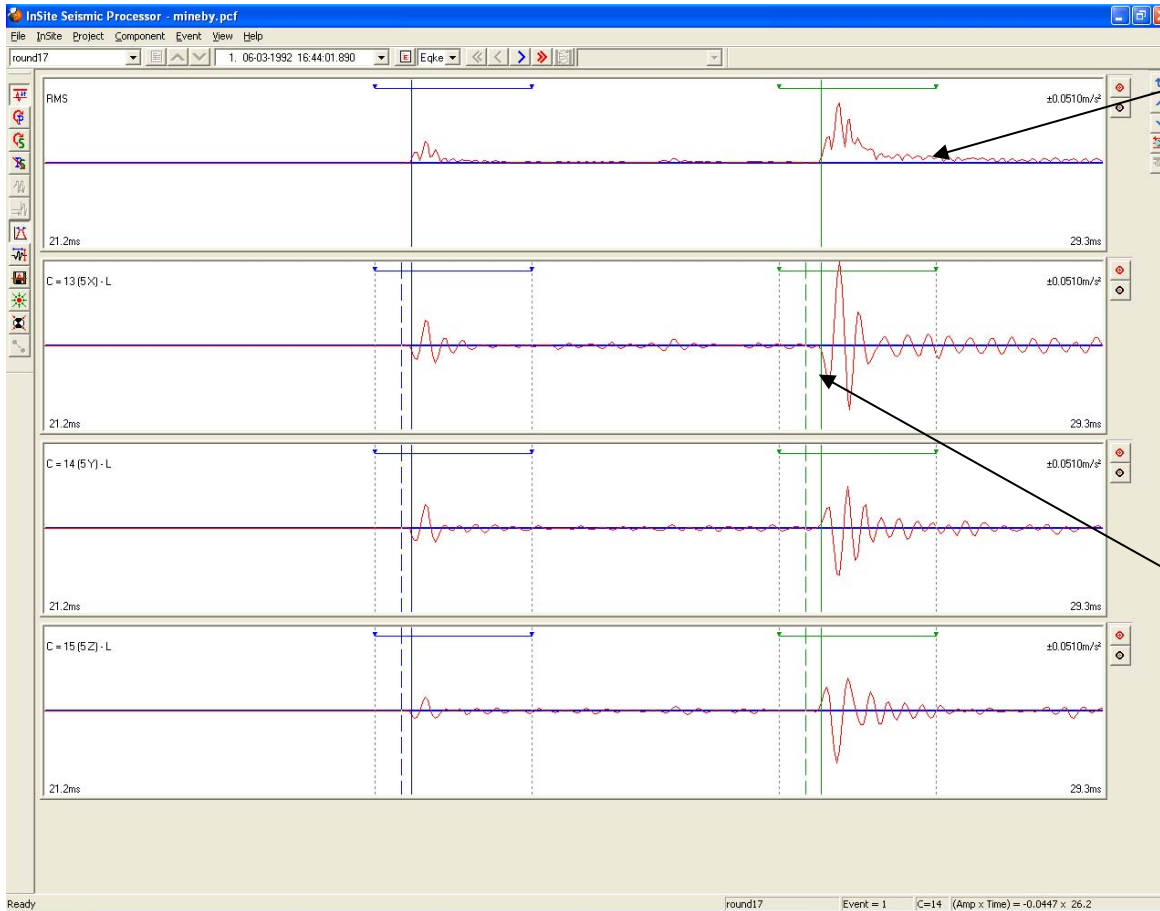 InSite Seismic Processor - mineby.pcf
File InSite Project Component Event View Help
round17 1. 06-03-1992 16:44:01.890 E Eqke
RMS ±0.0510m/s²
21.2ms 29.3ms
C = 13 (5X) - L ±0.0510m/s²
21.2ms 29.3ms
C = 14 (5Y) - L ±0.0510m/s²
21.2ms 29.3ms
C = 15 (5Z) - L ±0.0510m/s²
21.2ms 29.3ms
Ready round17 Event = 1 C=14 (Amp x Time) = -0.0447 x 26.2